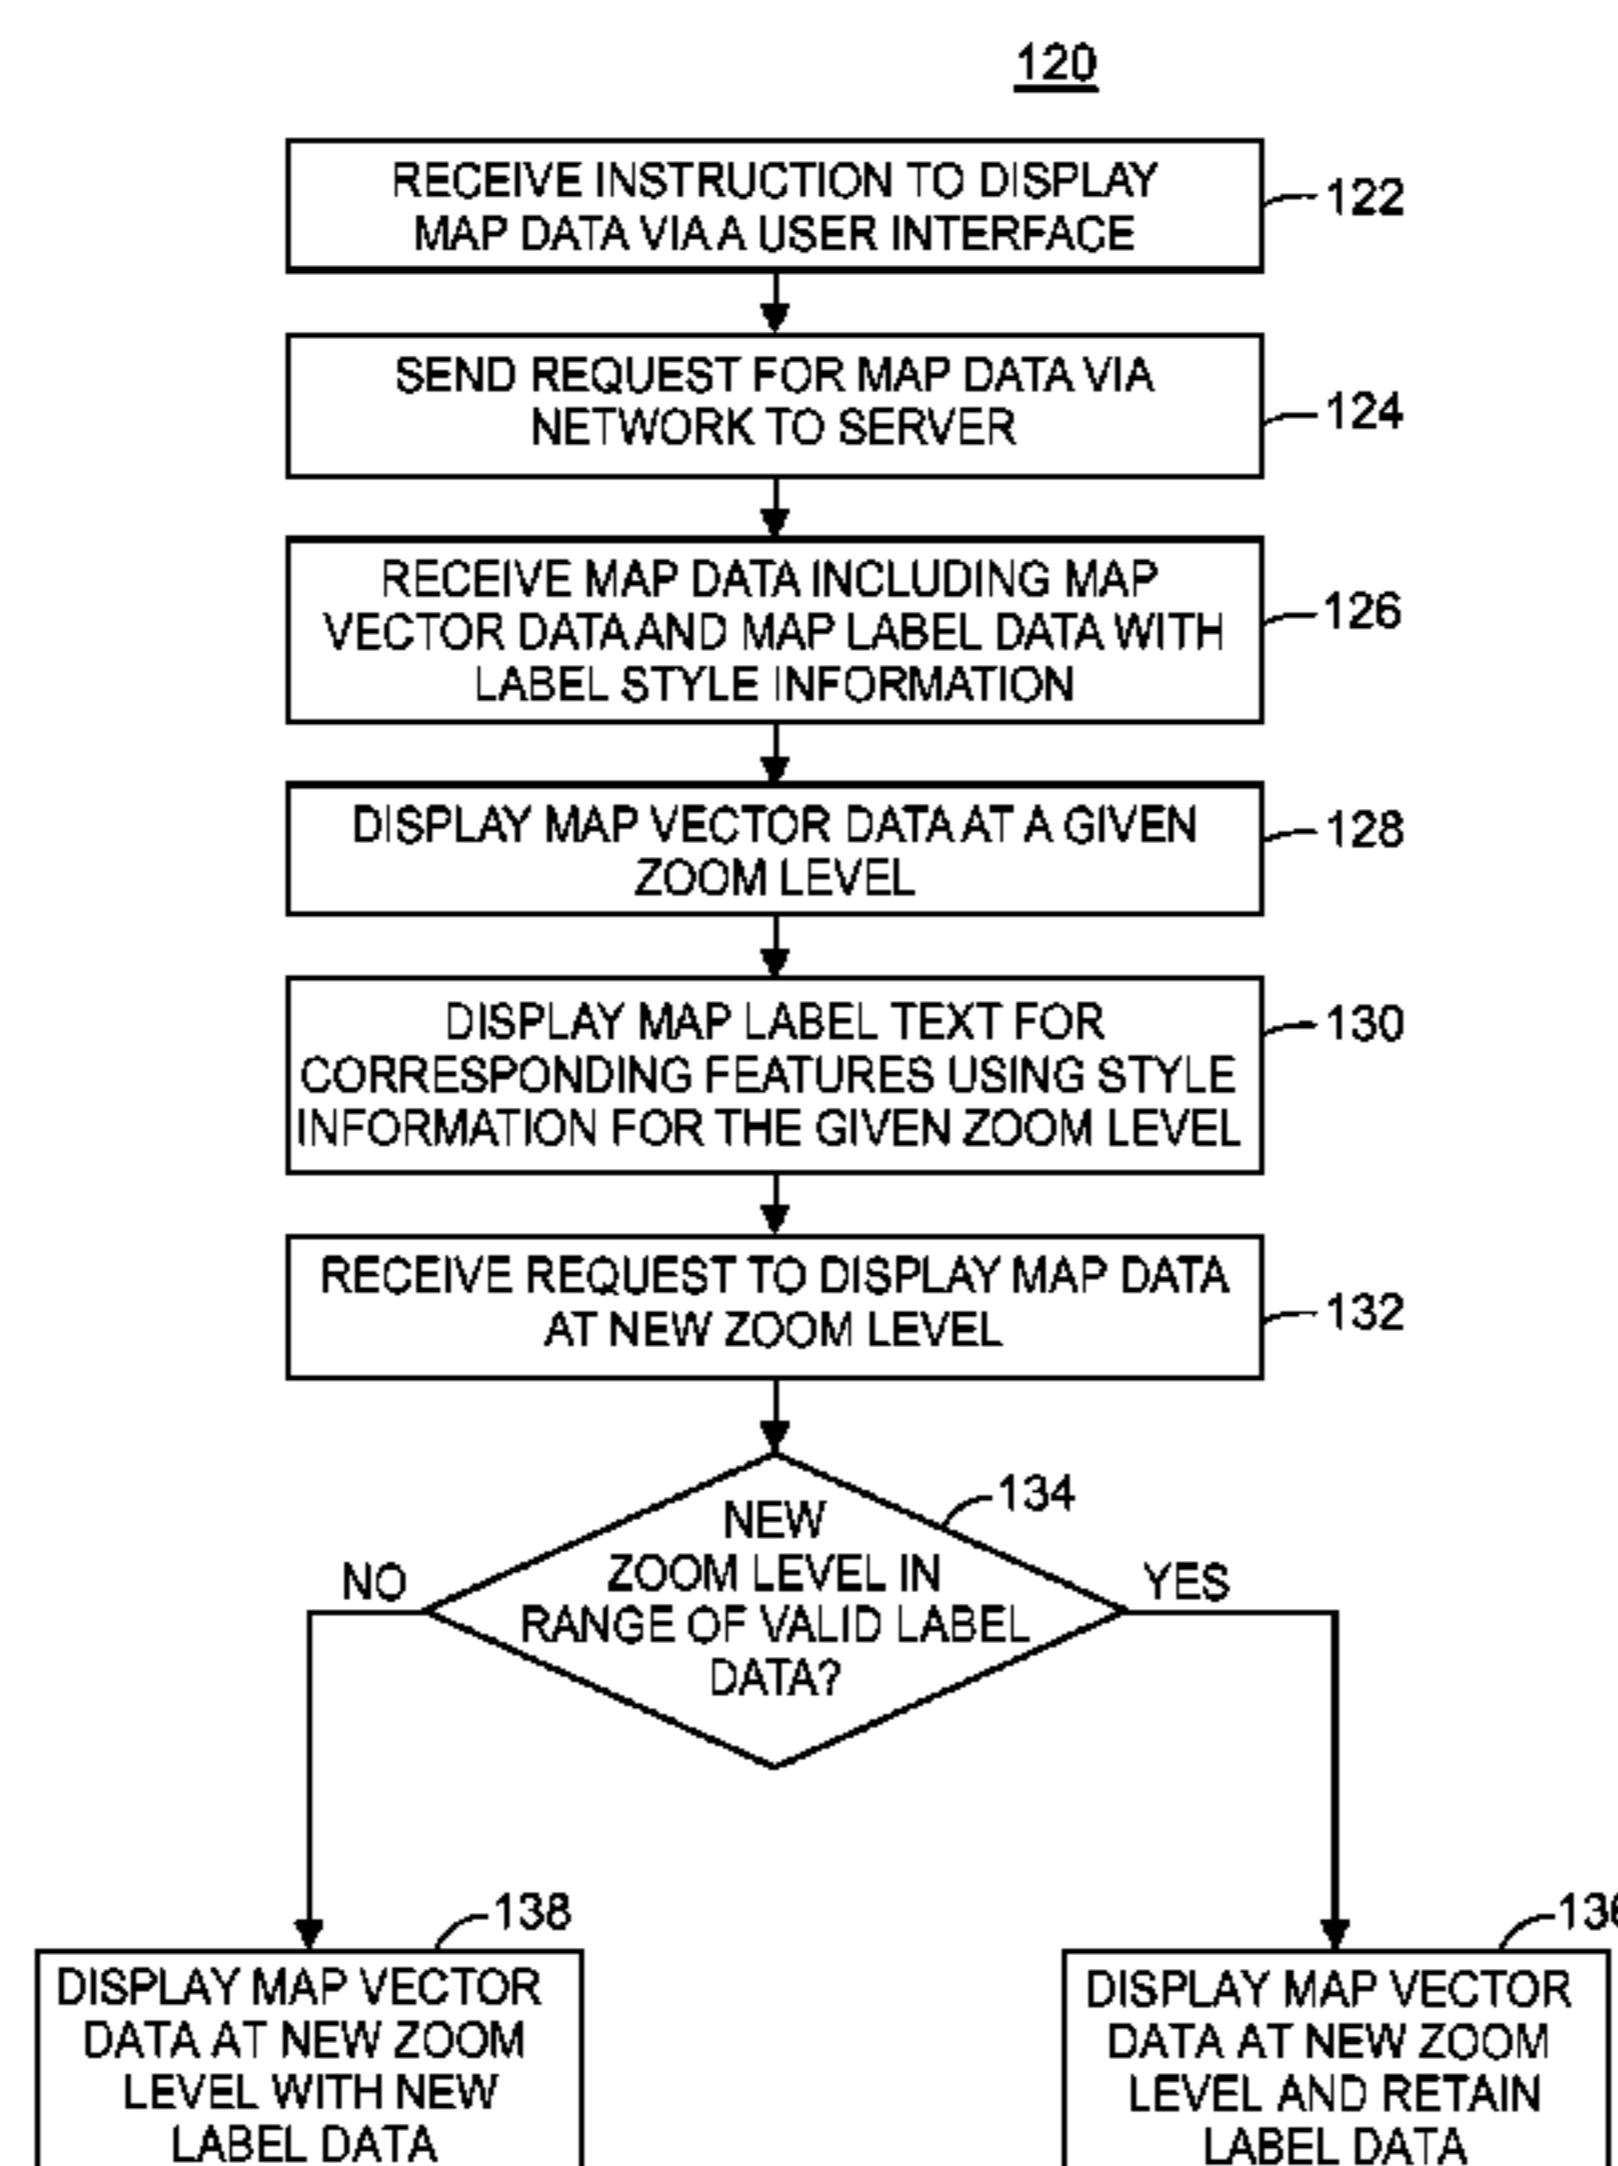 120
RECEIVE INSTRUCTION TO DISPLAY
MAP DATA VIA A USER INTERFACE
122
SEND REQUEST FOR MAP DATA VIA
NETWORK TO SERVER
124
RECEIVE MAP DATA INCLUDING MAP
VECTOR DATA AND MAP LABEL DATA WITH
LABEL STYLE INFORMATION
126
DISPLAY MAP VECTOR DATA AT A GIVEN
ZOOM LEVEL
128
DISPLAY MAP LABEL TEXT FOR
CORRESPONDING FEATURES USING STYLE
INFORMATION FOR THE GIVEN ZOOM LEVEL
130
RECEIVE REQUEST TO DISPLAY MAP DATA
AT NEW ZOOM LEVEL
132
134
NEW
ZOOM LEVEL IN
RANGE OF VALID LABEL
DATA?
NO
YES
138
DISPLAY MAP VECTOR
DATA AT NEW ZOOM
LEVEL WITH NEW
LABEL DATA
136
DISPLAY MAP VECTOR
DATA AT NEW ZOOM
LEVEL AND RETAIN
LABEL DATA